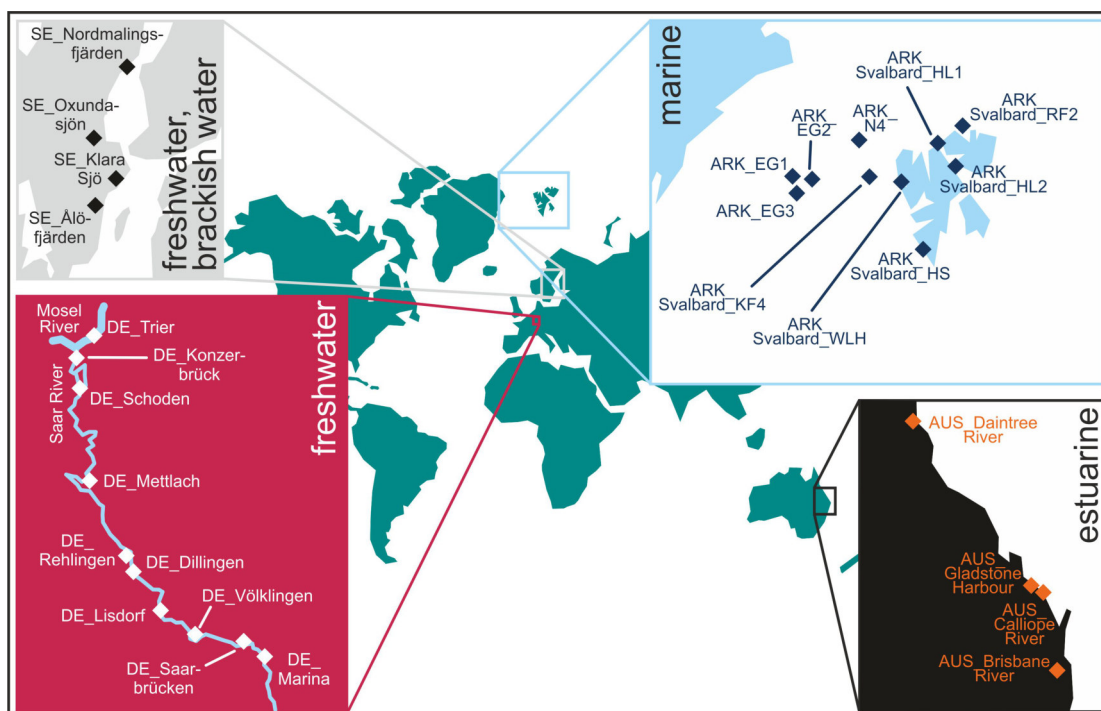 SE_Nordmalings-
fjärden
SE_Oxunda-
sjön
SE_Klara
Sjö
SE_Ålö-
fjärden
freshwater,
brackish water
marine
ARK_
Svalbard_HL1
ARK_
Svalbard_RF2
ARK_
N4
ARK_
EG2
ARK_EG1
ARK_EG3
ARK_
Svalbard_HL2
ARK_
Svalbard_HS
ARK_
Svalbard_KF4
ARK_
Svalbard_WLH
Mosel
River
DE_Trier
DE_Konzer-
brück
Saar River
DE_Schoden
DE_Mettlach
DE_
Rehlingen
DE_Dillingen
DE_Lisdorf
DE_Völklingen
DE_Saar-
brücken
DE_
Marina
freshwater
estuarine
AUS_Daintree
River
AUS_
Gladstone
Harbour
AUS_
Calliope
River
AUS_Brisbane
River